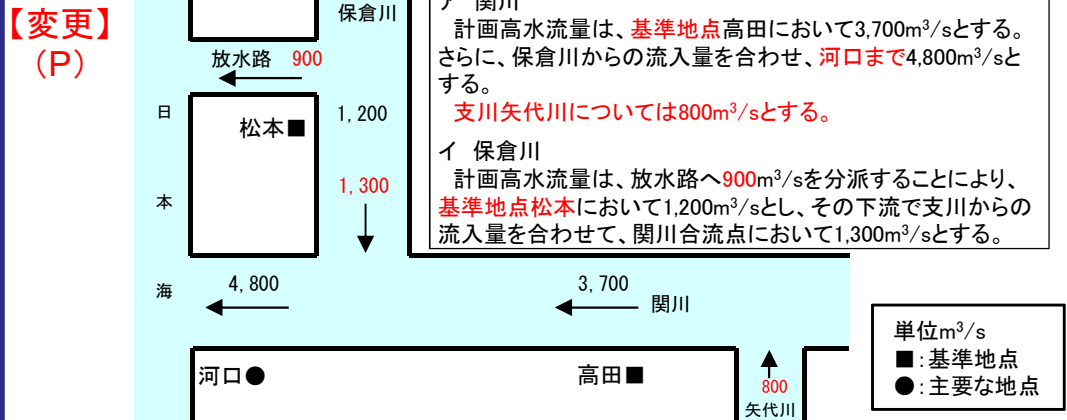 【変更】
(P)
保倉川
放水路 900
日
本
海
松本■
1,200
1,300
4,800
3,700
関川
河口●
高田■
800
矢代川
ア 関川
計画高水流量は、基準地点高田において3,700m³/sとする。
さらに、保倉川からの流入量を合わせ、河口まで4,800m³/sと
する。
支川矢代川については800m³/sとする。
イ 保倉川
計画高水流量は、放水路へ900m³/sを分派することにより、
基準地点松本において1,200m³/sとし、その下流で支川からの
流入量を合わせて、関川合流点において1,300m³/sとする。
単位m³/s
■:基準地点
●:主要な地点